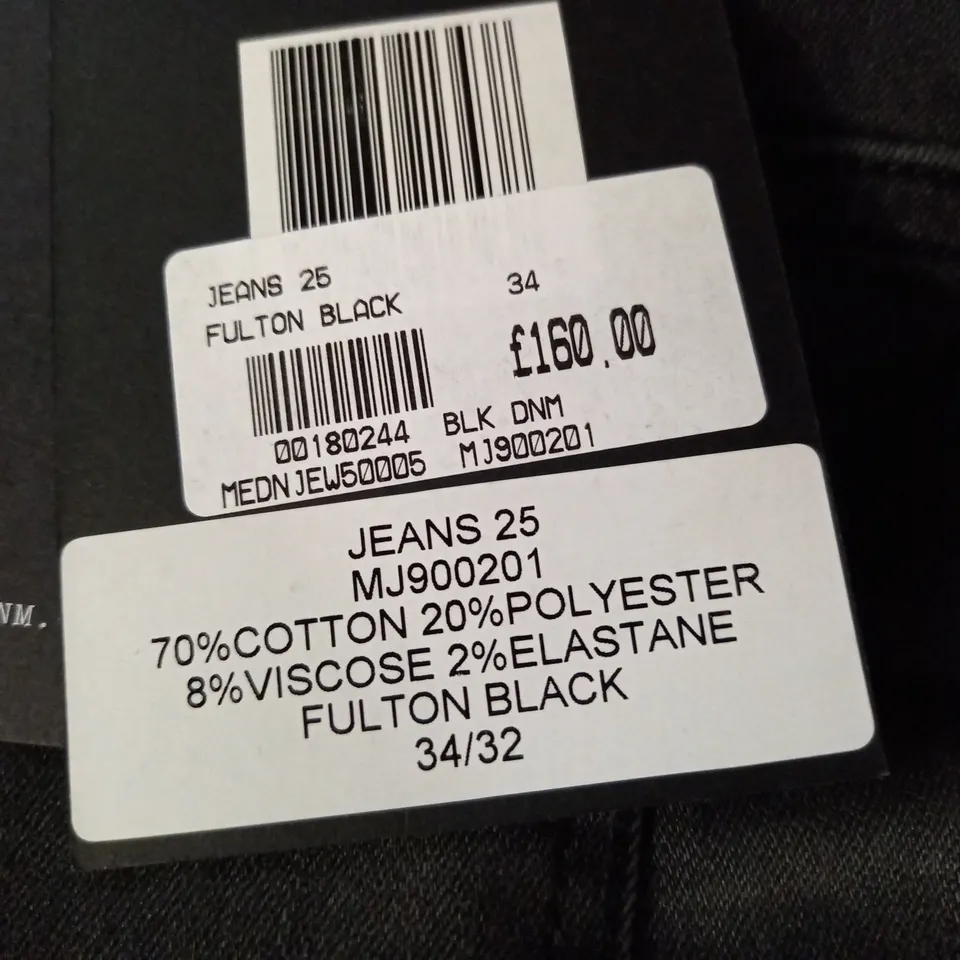 JEANS 25 34
FULTON BLACK
£160.00
00180244 BLK DNM
MEDNJEW50005 MJ900201
JEANS 25
MJ900201
70%COTTON 20%POLYESTER
8%VISCOSE 2%ELASTANE
FULTON BLACK
34/32
NM.